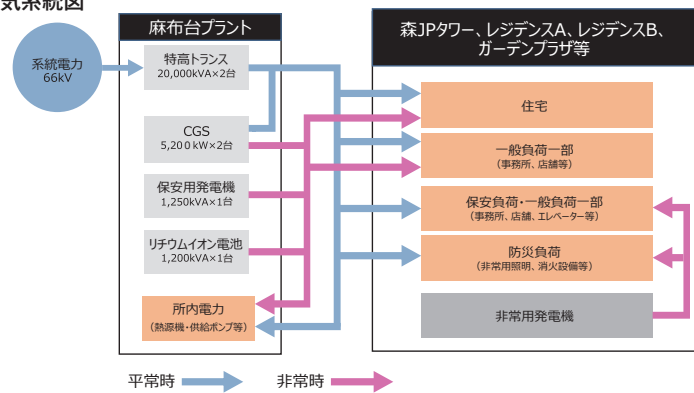 気系統図
系統電力
66kV
麻布台プラント
特高トランス
20,000kVA×2台
CGS
5,200kW×2台
保安用発電機
1,250kVA×1台
リチウムイオン電池
1,200kVA×1台
所内電力
(熱源機・供給ポンプ等)
森JPタワー、レジデンスA、レジデンスB、
ガーデンプラザ等
住宅
一般負荷一部
(事務所、店舗等)
保安負荷・一般負荷一部
(事務所、店舗、エレベーター等)
防災負荷
(非常用照明、消火設備等)
非常用発電機
平常時
非常時